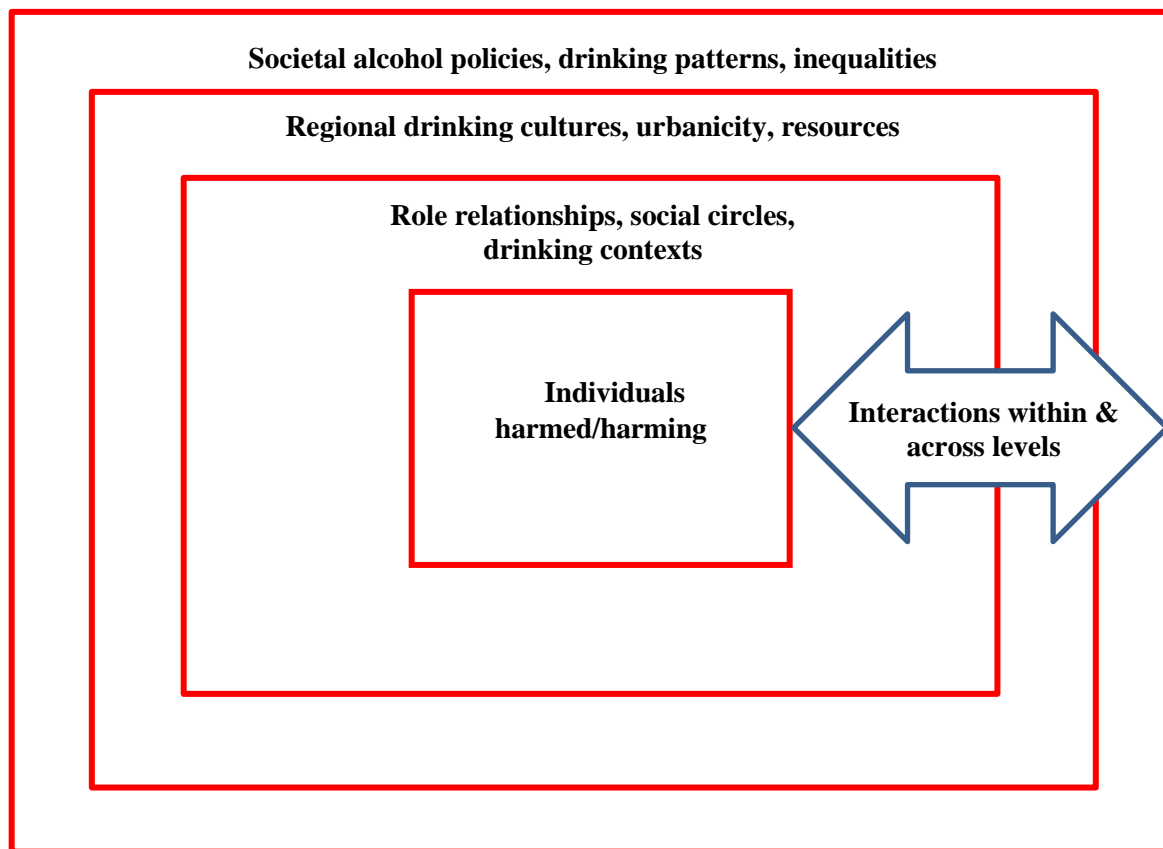 Societal alcohol policies, drinking patterns, inequalities
Regional drinking cultures, urbanicity, resources
Role relationships, social circles,
drinking contexts
Individuals
harmed/harming
Interactions within &
across levels